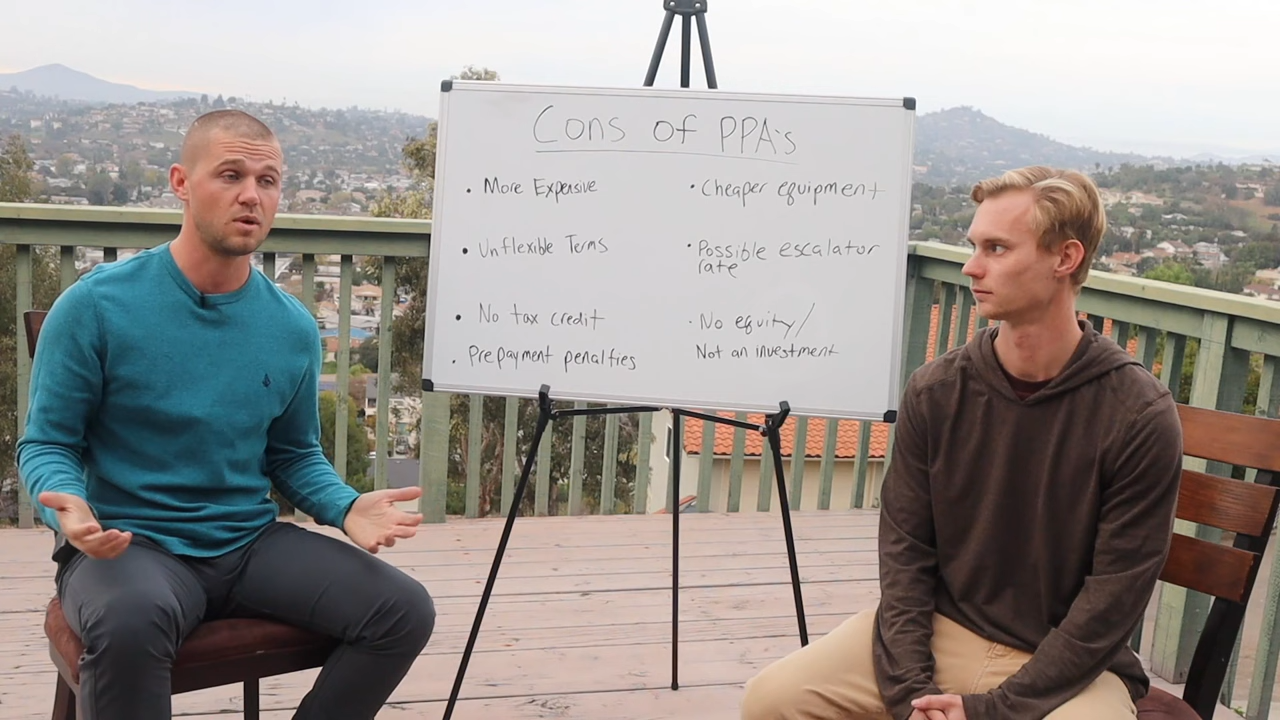 Cons of PPA's
• More Expensive
• Unflexible Terms
• No tax credit
• Prepayment penalties
• Cheaper equipment
• Possible escalator
rate
• No equity/
Not an investment